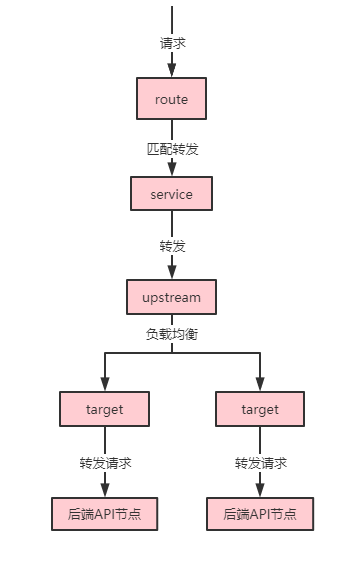 请求
route
匹配转发
service
转发
upstream
负载均衡
target
target
转发请求
转发请求
后端API节点
后端API节点